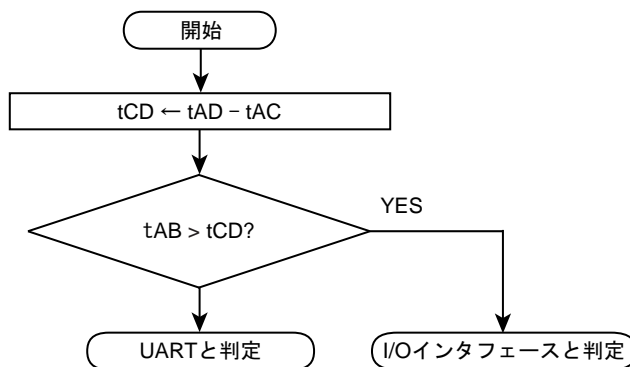 開始
tCD ← tAD − tAC
tAB > tCD?
YES
UARTと判定
I/Oインタフェースと判定